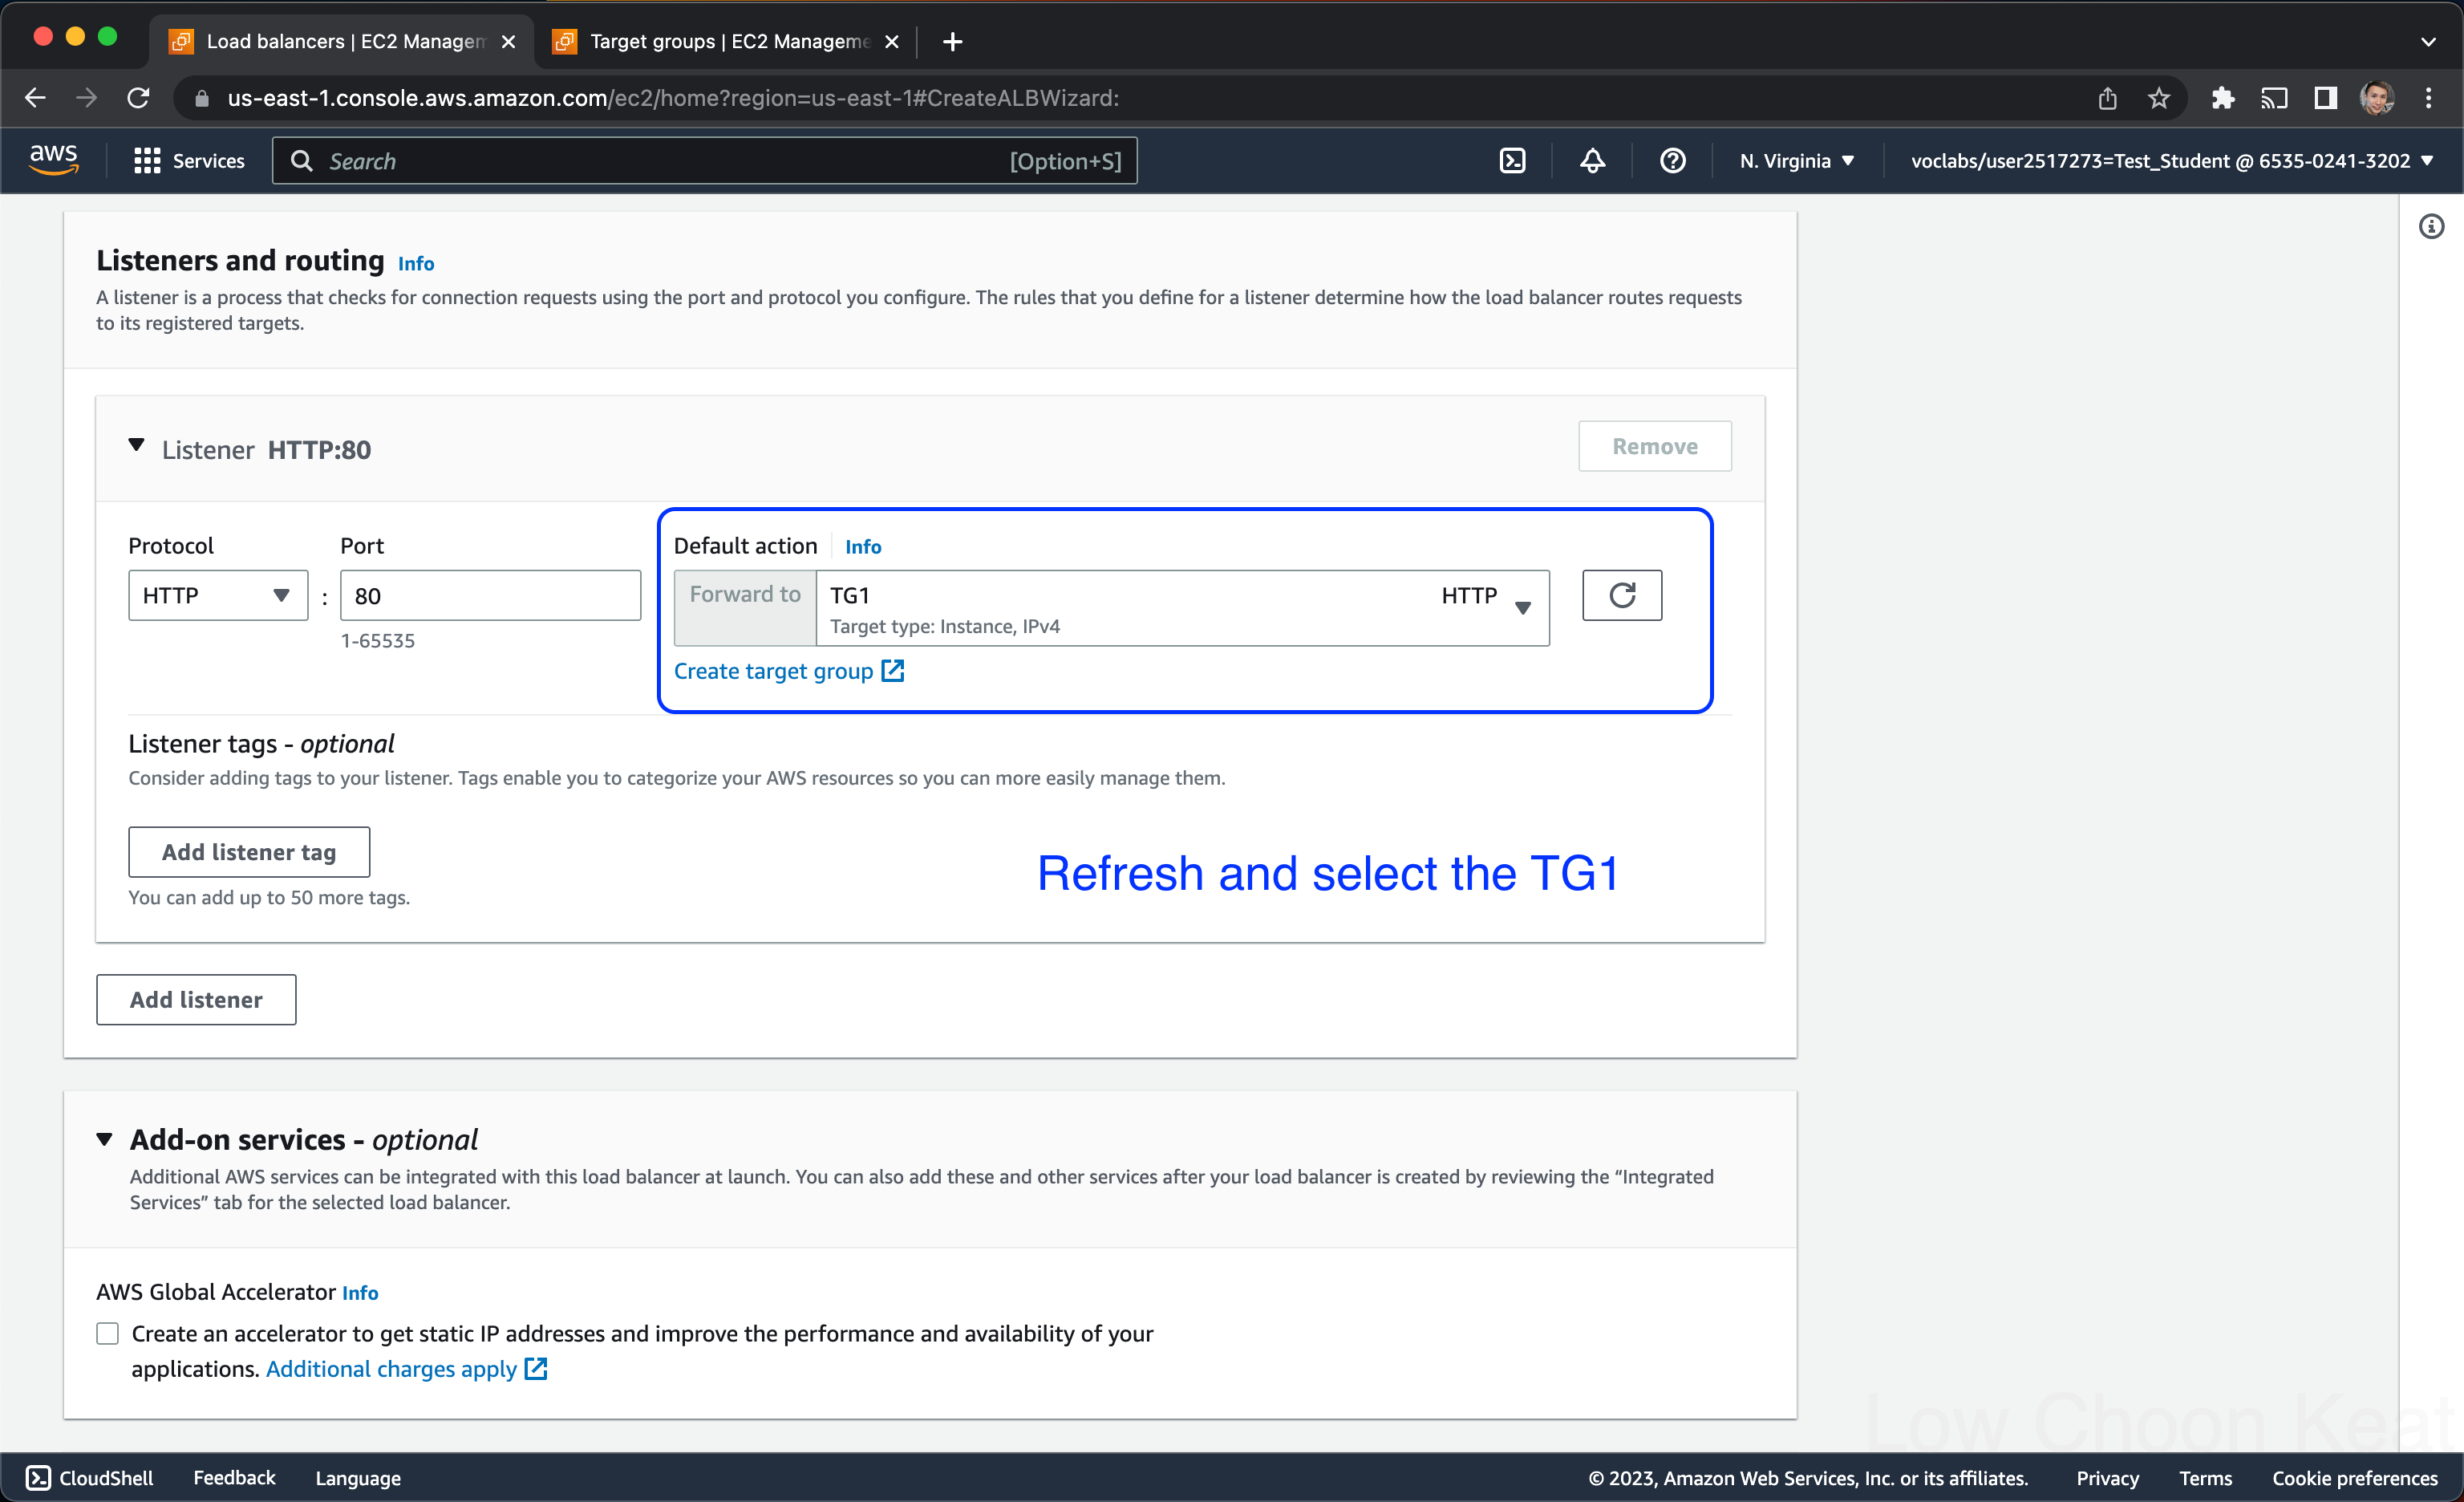 Load balancers | EC2 Managem
Target groups | EC2 Manageme
us-east-1.console.aws.amazon.com/ec2/home?region=us-east-1#CreateALBWizard:
aws Services Search [Option+S] N. Virginia voclabs/user2517273=Test_Student @ 6535-0241-3202
Listeners and routing Info
A listener is a process that checks for connection requests using the port and protocol you configure. The rules that you define for a listener determine how the load balancer routes requests
to its registered targets.
Listener HTTP:80
Remove
Protocol Port Default action Info
HTTP : 80 Forward to TG1 HTTP
1-65535 Target type: Instance, IPv4
Create target group
Listener tags - optional
Consider adding tags to your listener. Tags enable you to categorize your AWS resources so you can more easily manage them.
Add listener tag
Refresh and select the TG1
You can add up to 50 more tags.
Add listener
Add-on services - optional
Additional AWS services can be integrated with this load balancer at launch. You can also add these and other services after your load balancer is created by reviewing the “Integrated
Services” tab for the selected load balancer.
AWS Global Accelerator Info
Create an accelerator to get static IP addresses and improve the performance and availability of your
applications. Additional charges apply
Low Choon Keat
CloudShell Feedback Language © 2023, Amazon Web Services, Inc. or its affiliates. Privacy Terms Cookie preferences